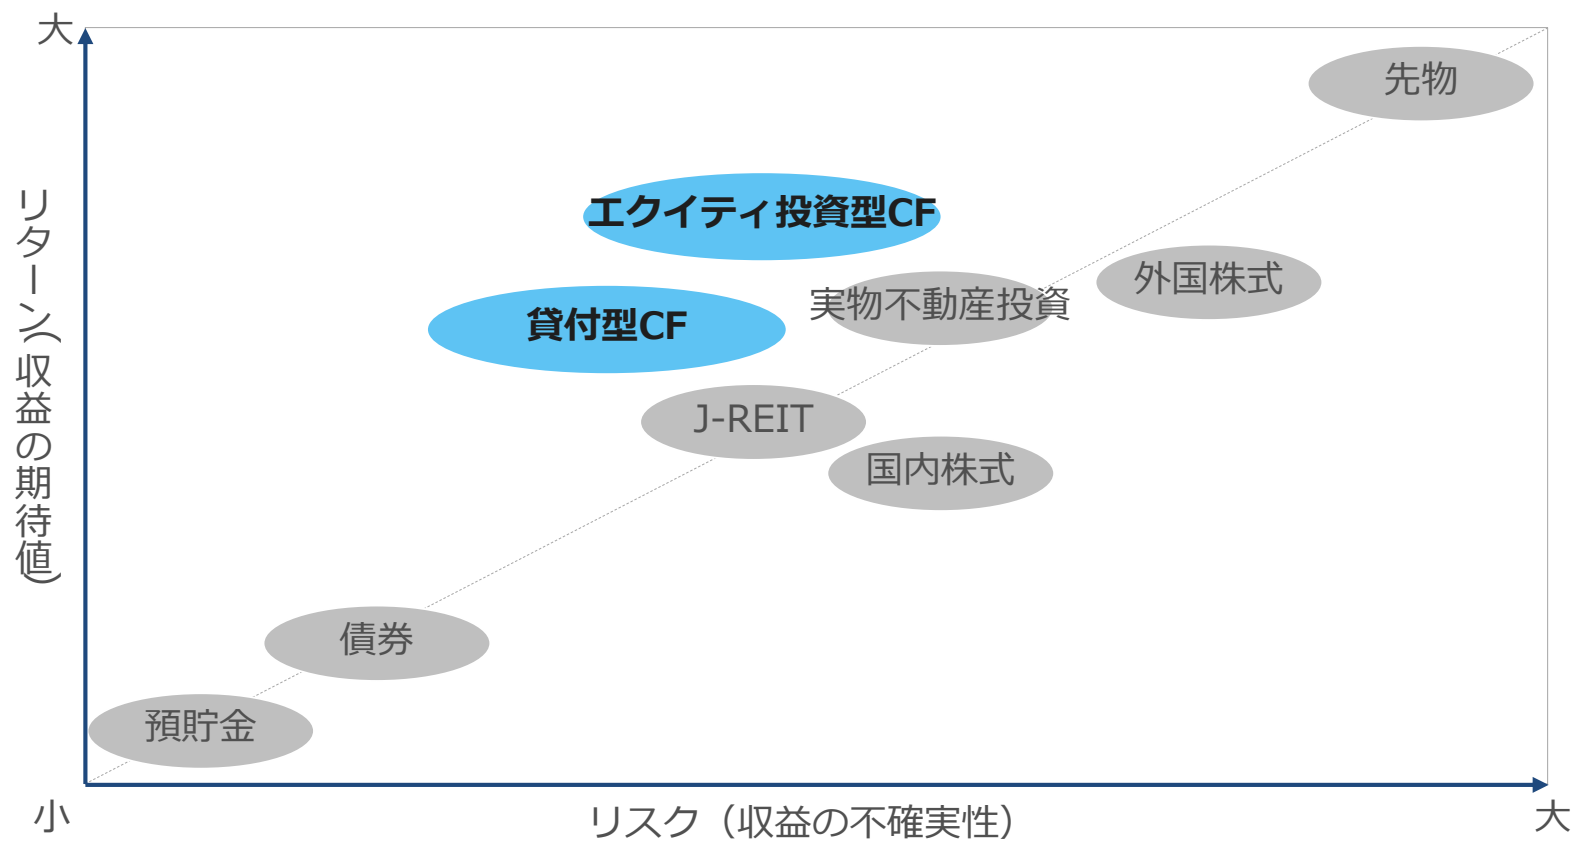 大
先物
エクイティ投資型CF
外国株式
実物不動産投資
貸付型CF
J-REIT
国内株式
債券
預貯金
リターン(収益の期待値)
小
リスク（収益の不確実性）
大